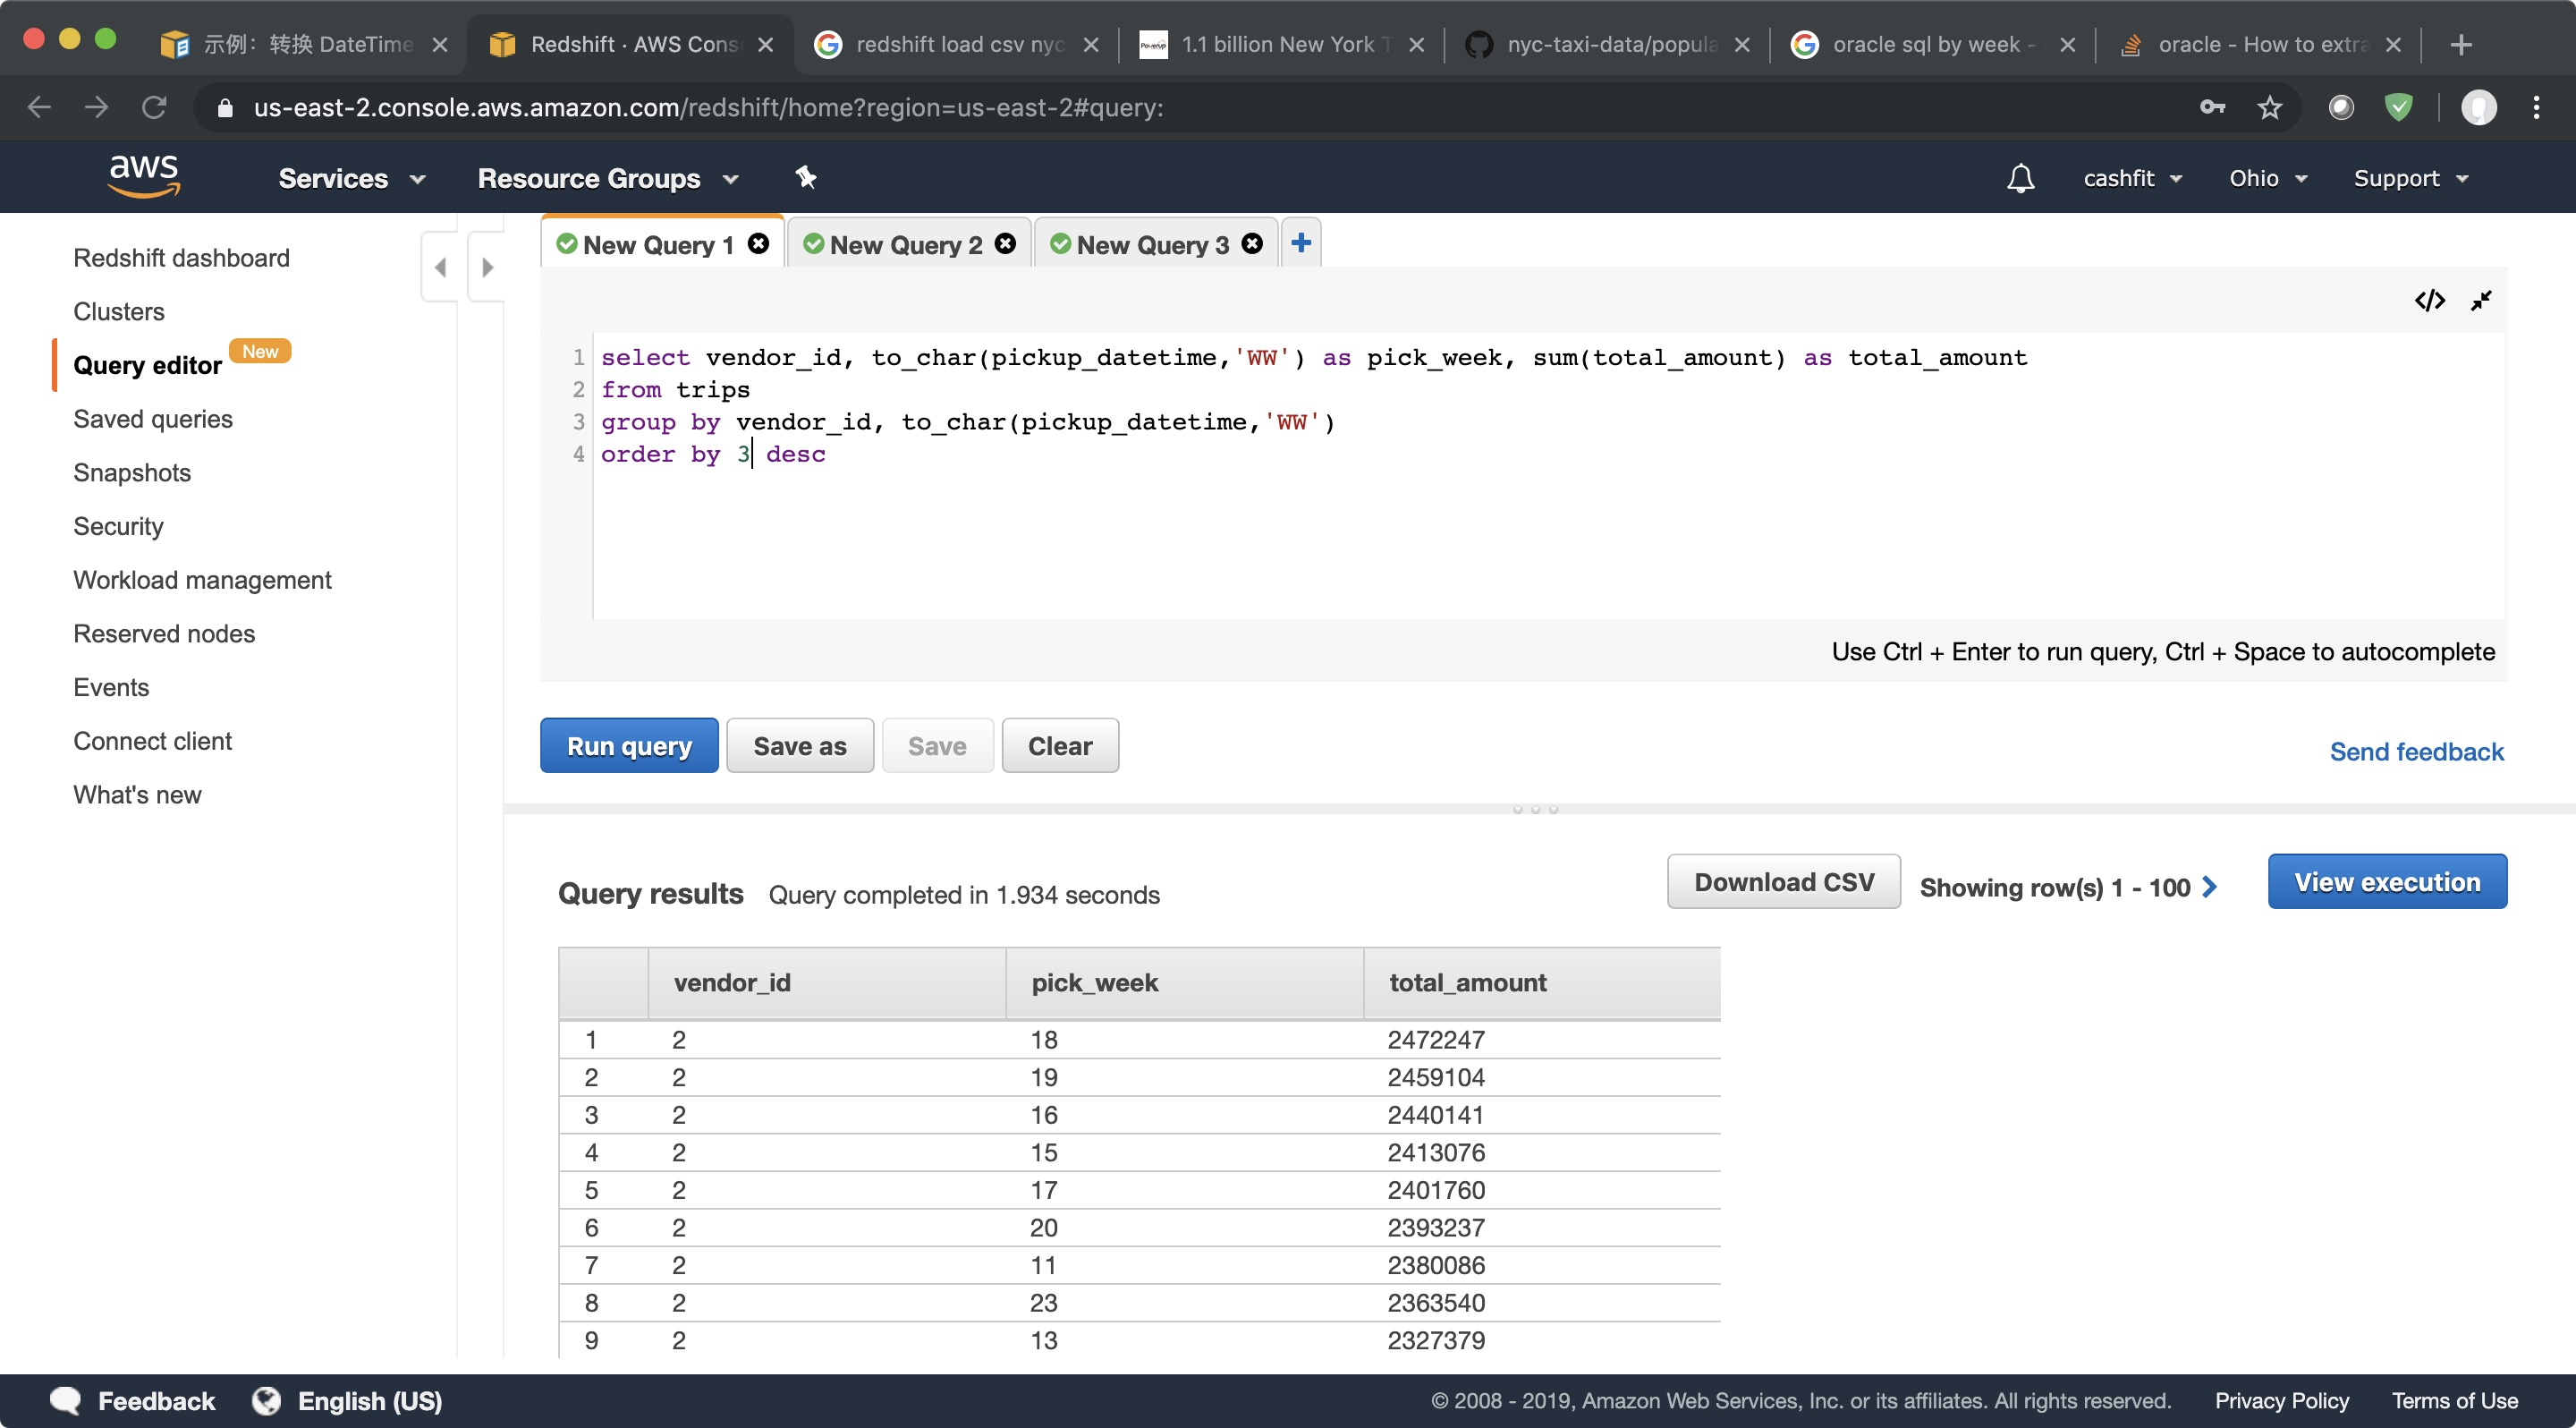 示例：转换 DateTime
Redshift · AWS Cons
redshift load csv nyc
1.1 billion New York T
nyc-taxi-data/popula
oracle sql by week -
oracle - How to extra
us-east-2.console.aws.amazon.com/redshift/home?region=us-east-2#query:
aws
Services
Resource Groups
cashfit
Ohio
Support
Redshift dashboard
Clusters
Query editor New
Saved queries
Snapshots
Security
Workload management
Reserved nodes
Events
Connect client
What's new
New Query 1
New Query 2
New Query 3
1 select vendor_id, to_char(pickup_datetime,'WW') as pick_week, sum(total_amount) as total_amount
2 from trips
3 group by vendor_id, to_char(pickup_datetime,'WW')
4 order by 3 desc
Use Ctrl + Enter to run query, Ctrl + Space to autocomplete
Run query
Save as
Save
Clear
Send feedback
Query results Query completed in 1.934 seconds
Download CSV
Showing row(s) 1 - 100
View execution
vendor_id pick_week total_amount
1 2 18 2472247
2 2 19 2459104
3 2 16 2440141
4 2 15 2413076
5 2 17 2401760
6 2 20 2393237
7 2 11 2380086
8 2 23 2363540
9 2 13 2327379
Feedback
English (US)
© 2008 - 2019, Amazon Web Services, Inc. or its affiliates. All rights reserved.
Privacy Policy
Terms of Use